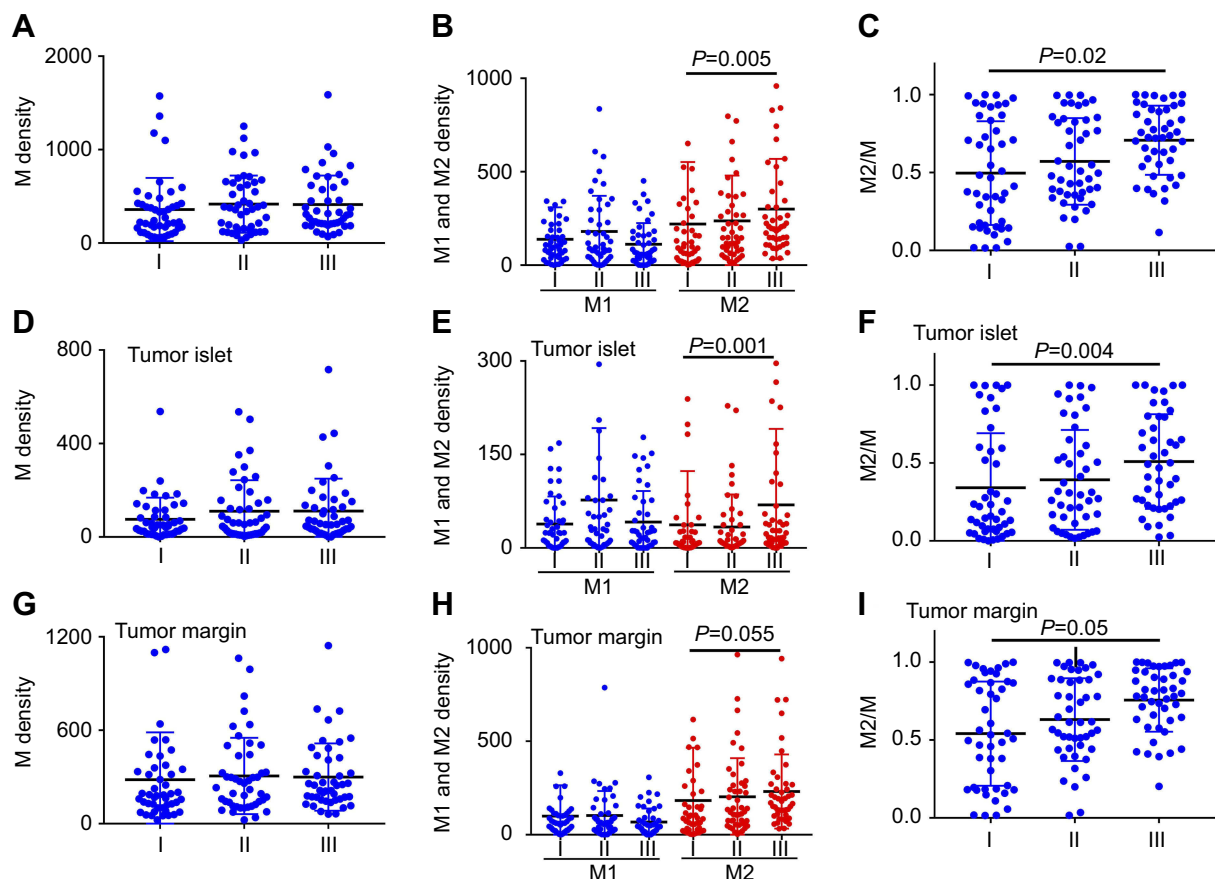 A
M density
2000
1000
0
I II III
B
M1 and M2 density
P=0.005
1000
500
0
I II III I II III
M1 M2
C
M2/M
P=0.02
1.0
0.5
0.0
I II III
D
M density
Tumor islet
800
400
0
I II III
E
M1 and M2 density
Tumor islet
P=0.001
300
150
0
I II III I II III
M1 M2
F
M2/M
Tumor islet
P=0.004
1.0
0.5
0.0
I II III
G
M density
Tumor margin
1200
600
0
I II III
H
M1 and M2 density
Tumor margin
P=0.055
1000
500
0
I II III I II III
M1 M2
I
M2/M
Tumor margin
P=0.05
1.0
0.5
0.0
I II III